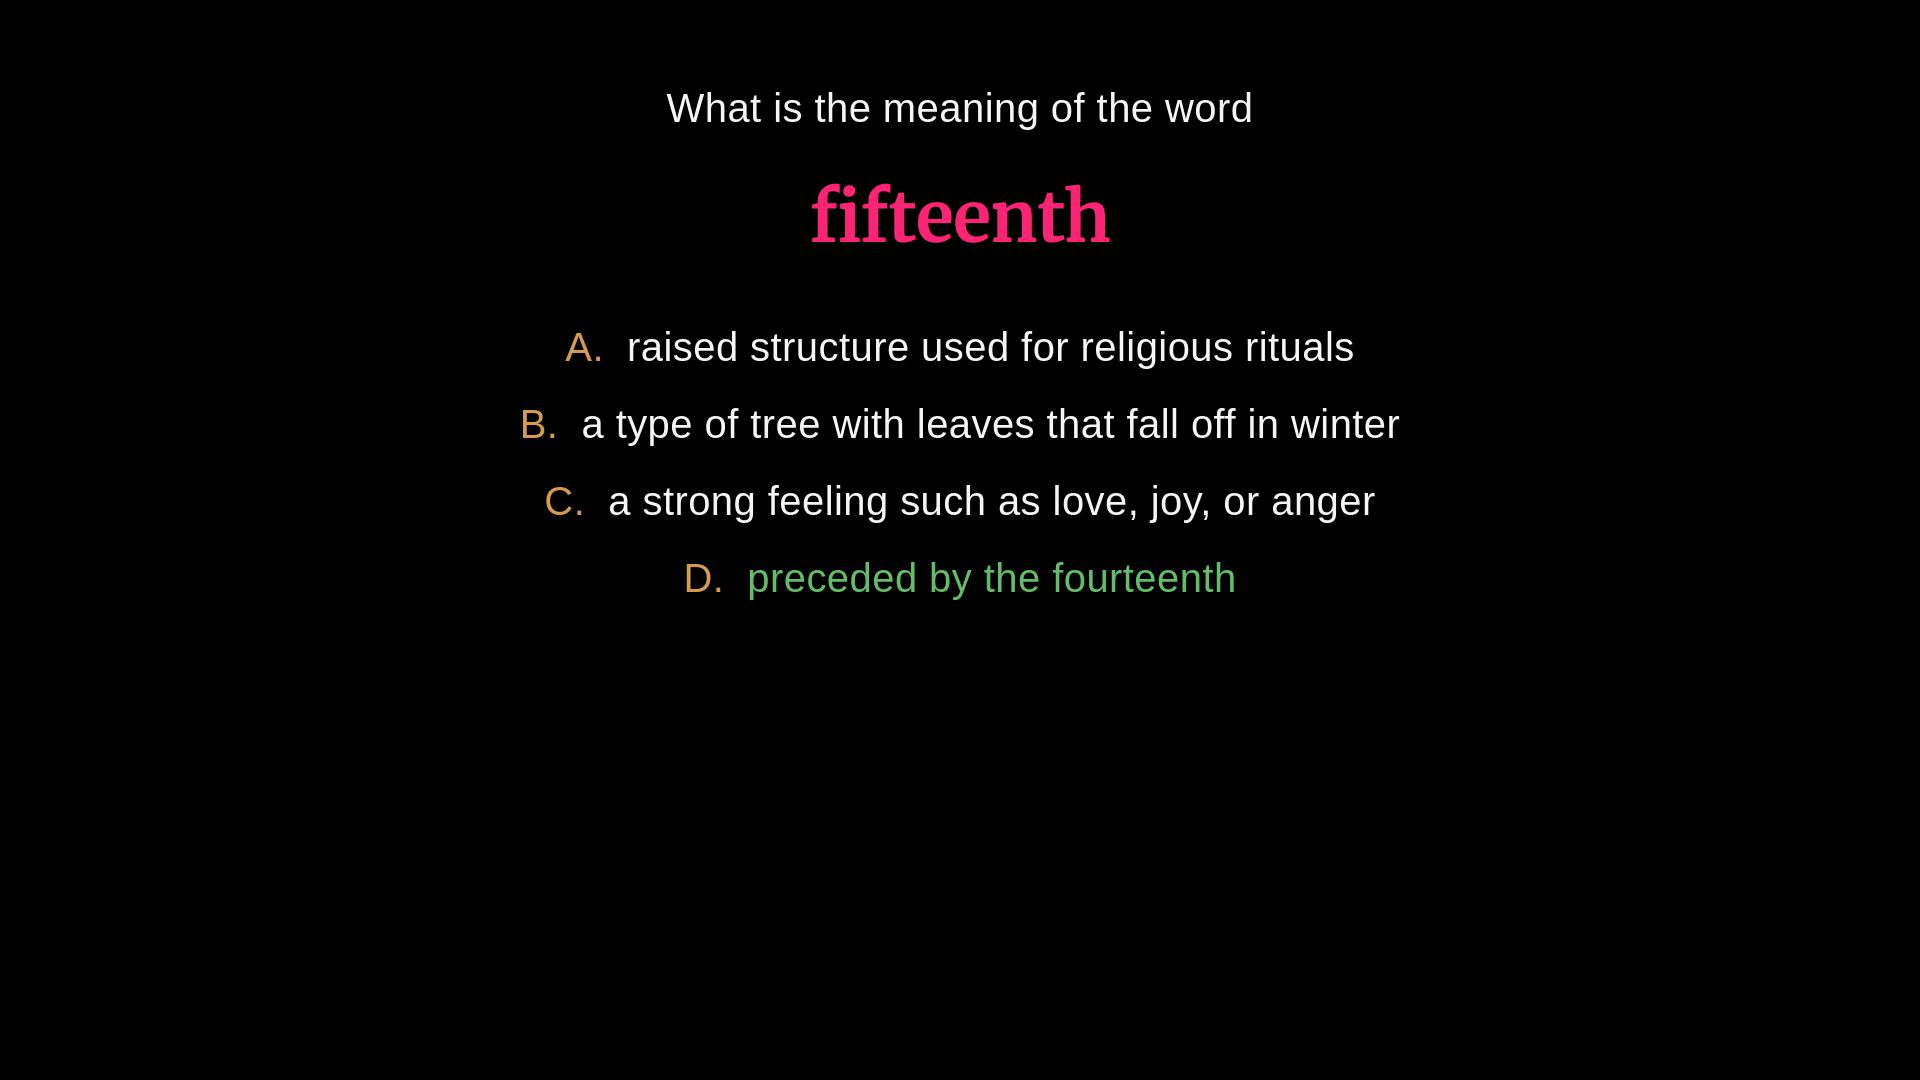 What is the meaning of the word
fifteenth
A. raised structure used for religious rituals
B. a type of tree with leaves that fall off in winter
C. a strong feeling such as love, joy, or anger
D. preceded by the fourteenth